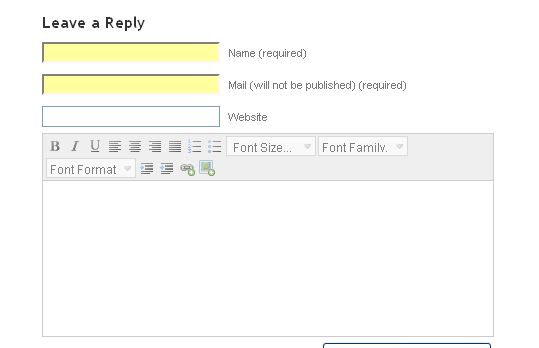 Leave a Reply
Name (required)
Mail (will not be published) (required)
Website
B I U Font Size... Font Family.
Font Format